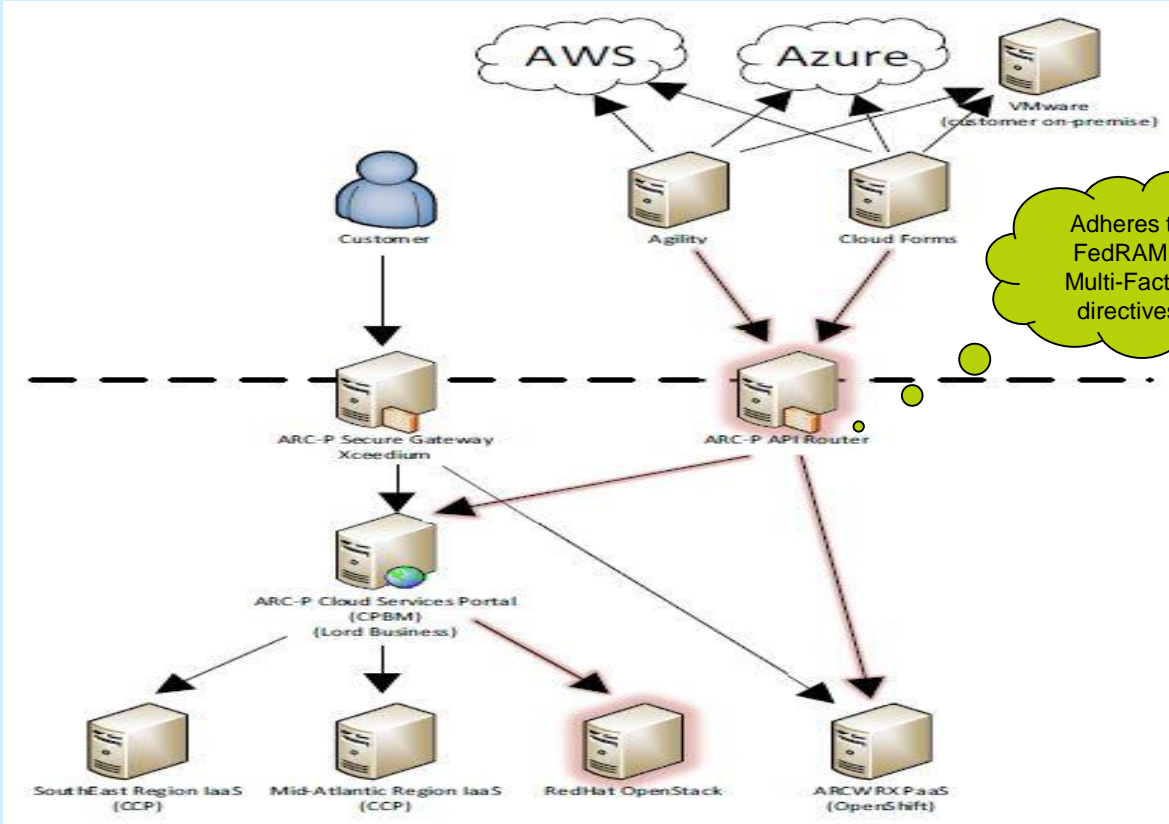 AWS
Azure
VMware
(customer on-premise)
Customer
Agility
Cloud Forms
Adheres t
FedRAM
Multi-Fact
directives
ARC-P Secure Gateway
Xceedium
ARC-P API Router
ARC-P Cloud Services Portal
(CPBM)
(Lord Business)
SouthEast Region IaaS
(CCP)
Mid-Atlantic Region IaaS
(CCP)
RedHat OpenStack
ARCWRX PaaS
(OpenShift)